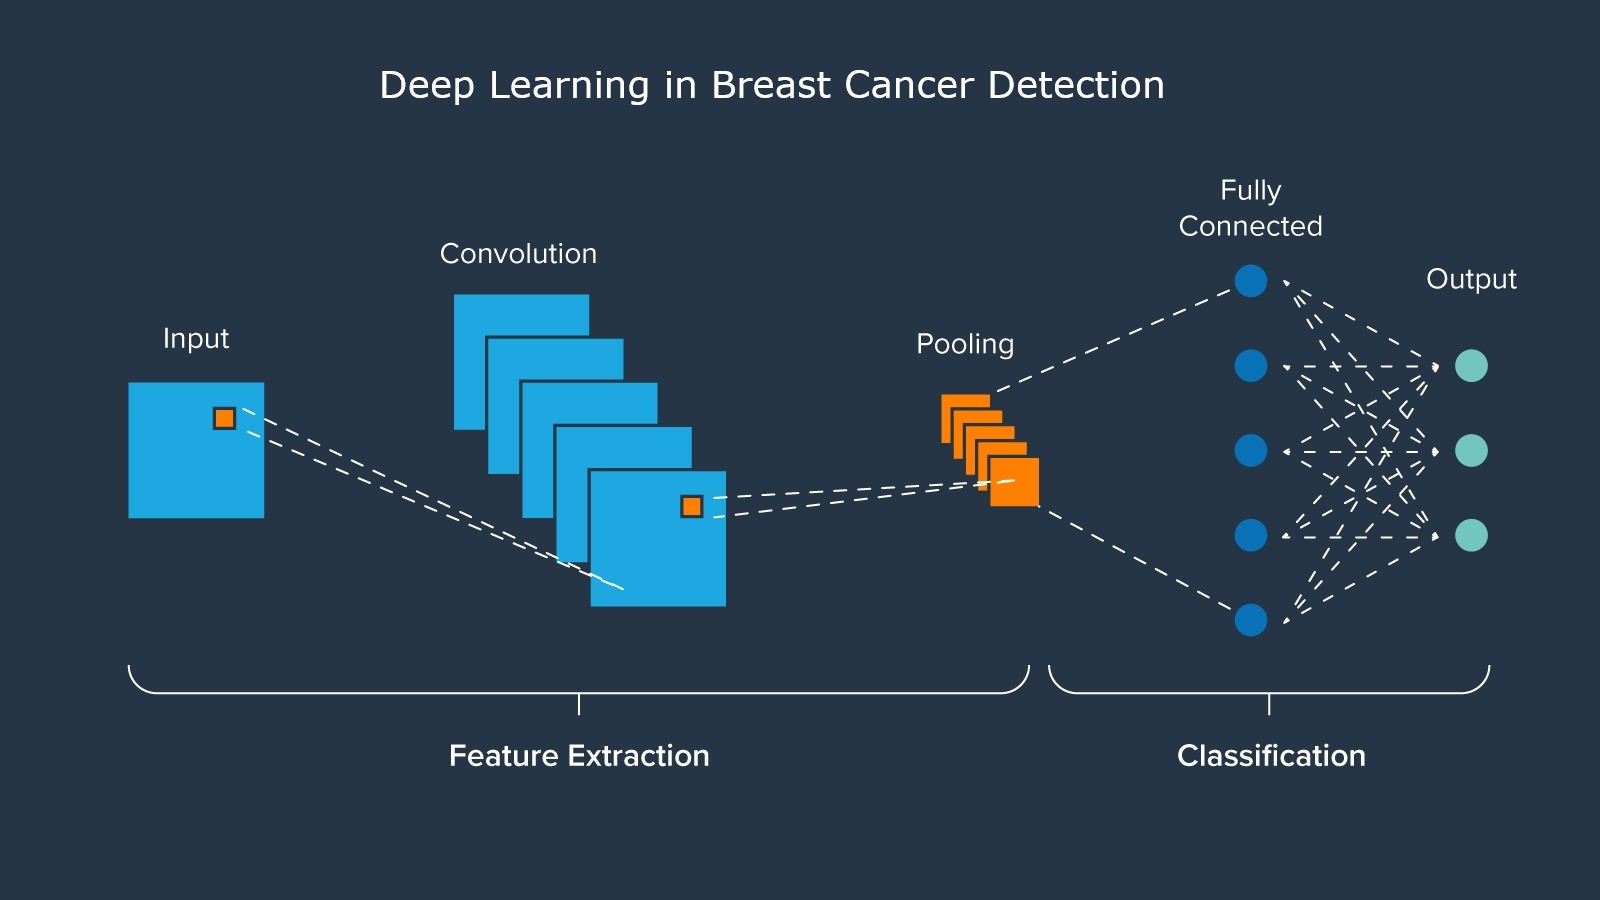 Deep Learning in Breast Cancer Detection
Input
Convolution
Pooling
Fully
Connected
Output
Feature Extraction
Classification